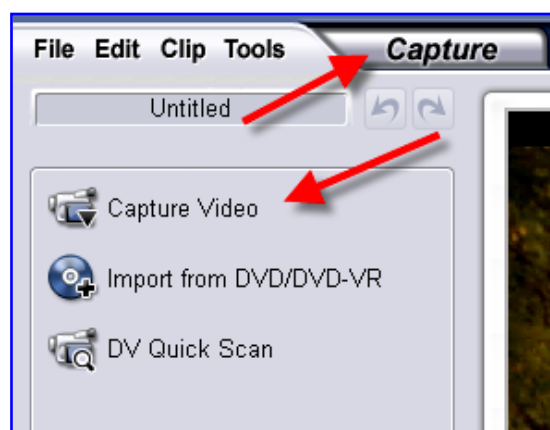 File Edit Clip Tools Capture
Untitled
Capture Video
Import from DVD/DVD-VR
DV Quick Scan